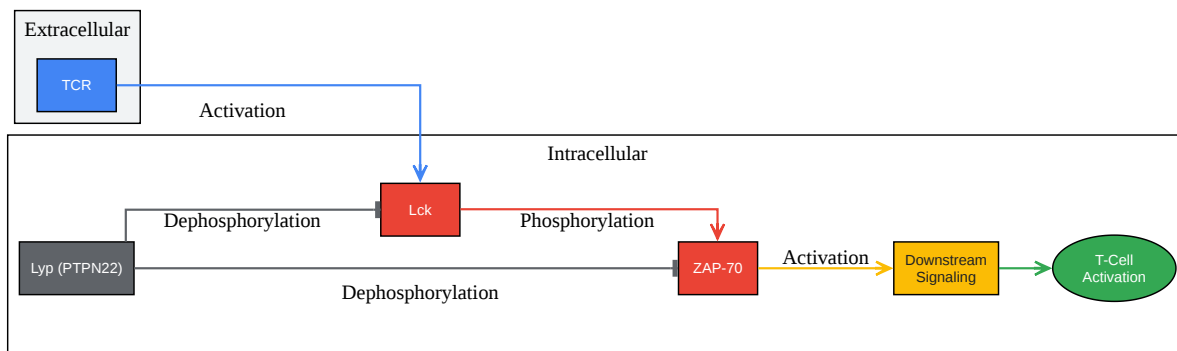 Extracellular
TCR
Activation
Intracellular
Lck
Dephosphorylation
Phosphorylation
Lyp (PTPN22)
Dephosphorylation
ZAP-70
Activation
Downstream
Signaling
T-Cell
Activation